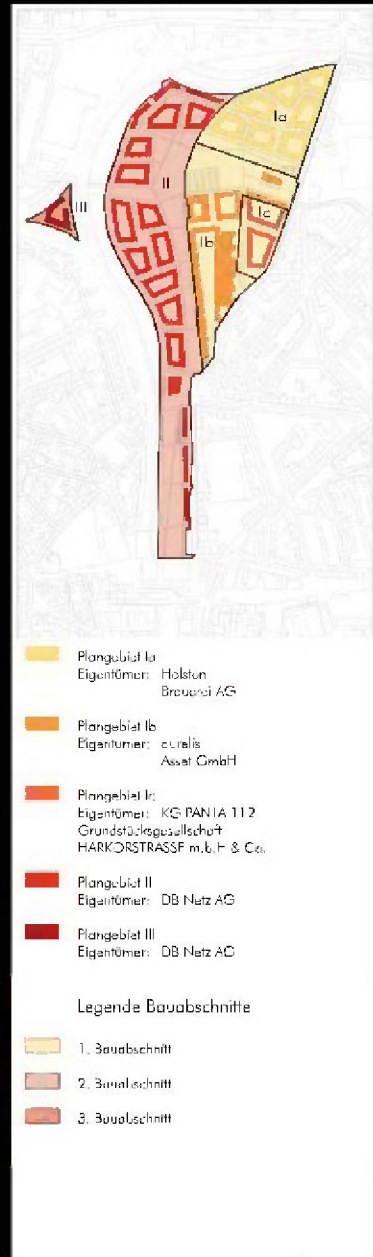 Ia
III
II
Ic
Ib
Plangebiet Ia
Eigentümer: Holsten
Brauerei AG
Plangebiet Ib
Eigentümer: aurelis
Asset GmbH
Plangebiet Ic
Eigentümer: KG PANTA 112
Grundstücksgesellschaft
HARKORSTRASSE m.b.H & Co.
Plangebiet II
Eigentümer: DB Netz AG
Plangebiet III
Eigentümer: DB Netz AG
Legende Bauabschnitte
1. Bauabschnitt
2. Bauabschnitt
3. Bauabschnitt